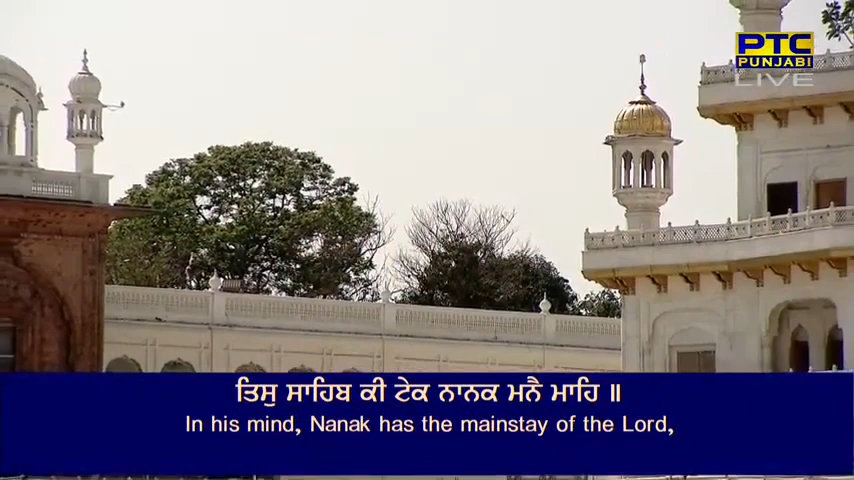 PTC
PUNJABI
LIVE
ਤਿਸੁ ਸਾਹਿਬ ਕੀ ਟੇਕ ਨਾਨਕ ਮਨੈ ਮਾਹਿ ॥
In his mind, Nanak has the mainstay of the Lord,